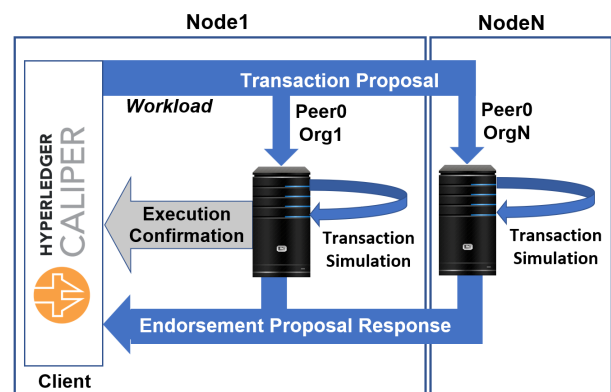 Node1
NodeN
Transaction Proposal
Workload
Peer0
Org1
Peer0
OrgN
HYPERLEDGER
CALIPER
Execution
Confirmation
Transaction
Simulation
Transaction
Simulation
Endorsement Proposal Response
Client